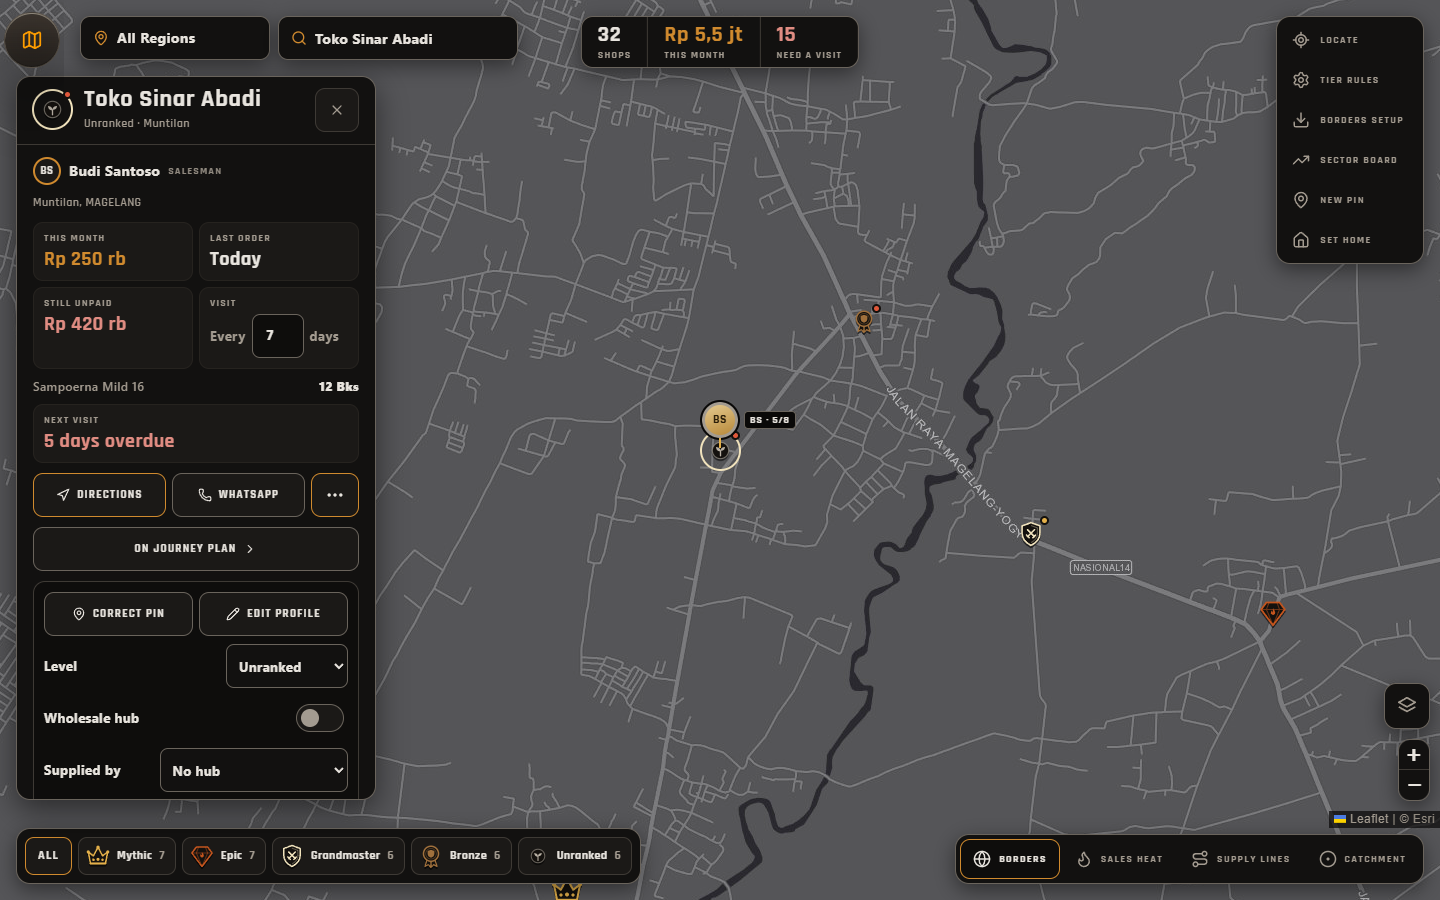 All Regions
Toko Sinar Abadi
32
SHOPS
Rp 5,5 jt
THIS MONTH
15
NEED A VISIT
LOCATE
TIER RULES
BORDERS SETUP
SECTOR BOARD
NEW PIN
SET HOME
Toko Sinar Abadi
Unranked · Muntilan
BS Budi Santoso SALESMAN
Muntilan, MAGELANG
THIS MONTH
Rp 250 rb
LAST ORDER
Today
STILL UNPAID
Rp 420 rb
VISIT
Every 7 days
Sampoerna Mild 16 12 Bks
NEXT VISIT
5 days overdue
DIRECTIONS
WHATSAPP
ON JOURNEY PLAN
CORRECT PIN
EDIT PROFILE
Level Unranked
Wholesale hub
Supplied by No hub
BS
BS · 5/8
JALAN RAYA MAGELANG-YOGY
NASIONAL14
+
−
Leaflet | © Esri
ALL
Mythic 7
Epic 7
Grandmaster 6
Bronze 6
Unranked 6
BORDERS
SALES HEAT
SUPPLY LINES
CATCHMENT